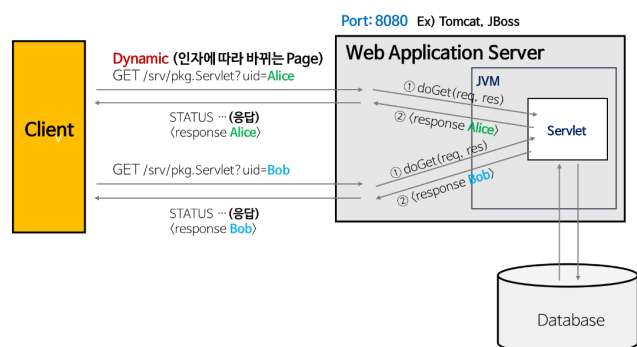 Port: 8080 Ex) Tomcat, JBoss
Web Application Server
Dynamic (인자에 따라 바뀌는 Page)
GET /srv/pkg.Servlet? uid=Alice
JVM
① doGet(req, res)
② ⟨response Alice⟩
STATUS … (응답)
⟨response Alice⟩
Client
Servlet
① doGet(req, res)
② ⟨response Bob⟩
GET /srv/pkg.Servlet? uid=Bob
STATUS … (응답)
⟨response Bob⟩
Database